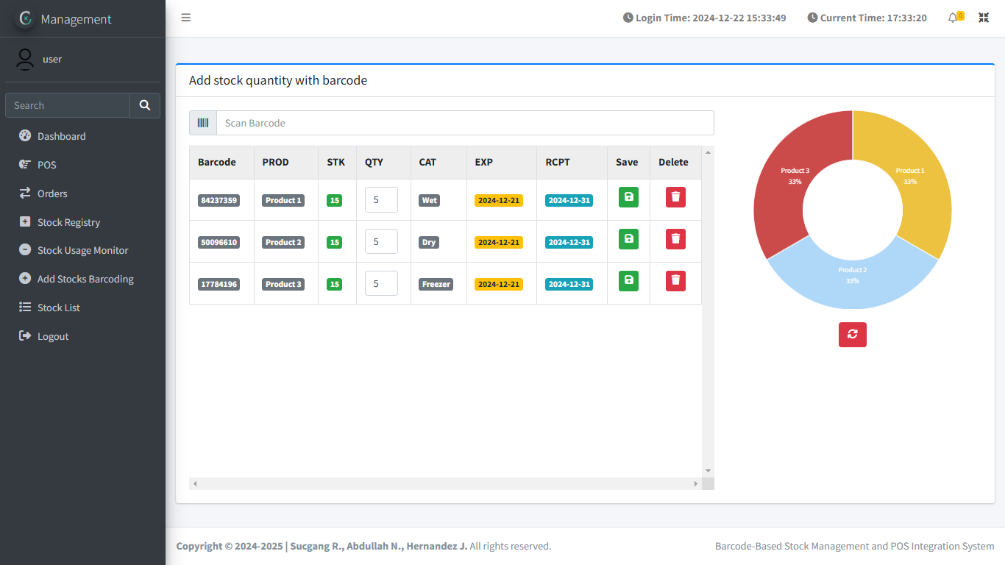 Management
Login Time: 2024-12-22 15:33:49
Current Time: 17:33:20
user
Search
Dashboard
POS
Orders
Stock Registry
Stock Usage Monitor
Add Stocks Barcoding
Stock List
Logout
Add stock quantity with barcode
Scan Barcode
Barcode PROD STK QTY CAT EXP RCPT Save Delete
84237359 Product 1 15 5 Wet 2024-12-21 2024-12-31
50096610 Product 2 15 5 Dry 2024-12-21 2024-12-31
17784196 Product 3 15 5 Freezer 2024-12-21 2024-12-31
Product 3
33%
Product 1
33%
Product 2
33%
Copyright © 2024-2025 | Sucgang R., Abdullah N., Hernandez J. All rights reserved.
Barcode-Based Stock Management and POS Integration System